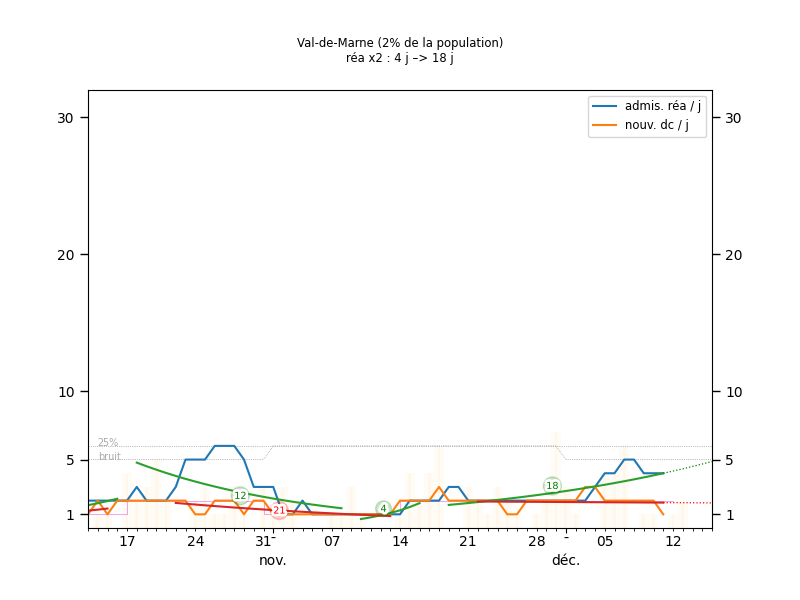 Val-de-Marne (2% de la population)
réa x2 : 4 j –> 18 j
admis. réa / j
nouv. dc / j
30 30
20 20
10 10
25%
bruit
5 5
12
21
4
18
1 1
17 24 31 07 14 21 28 05 12
nov. déc.